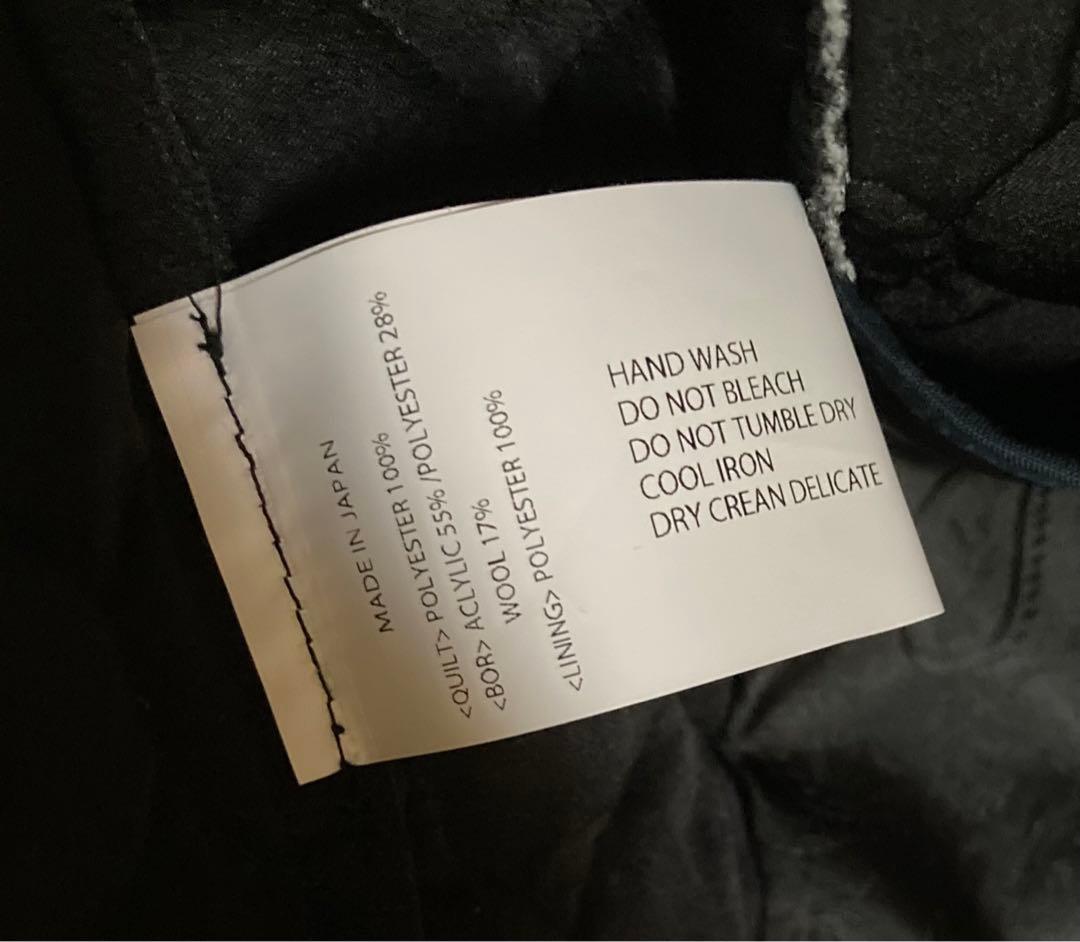 MADE IN JAPAN
<QUILT> POLYESTER 100%
<BOR> ACLYLIC 55% /POLYESTER 28%
WOOL 17%
<LINING> POLYESTER 100%
HAND WASH
DO NOT BLEACH
DO NOT TUMBLE DRY
COOL IRON
DRY CREAN DELICATE